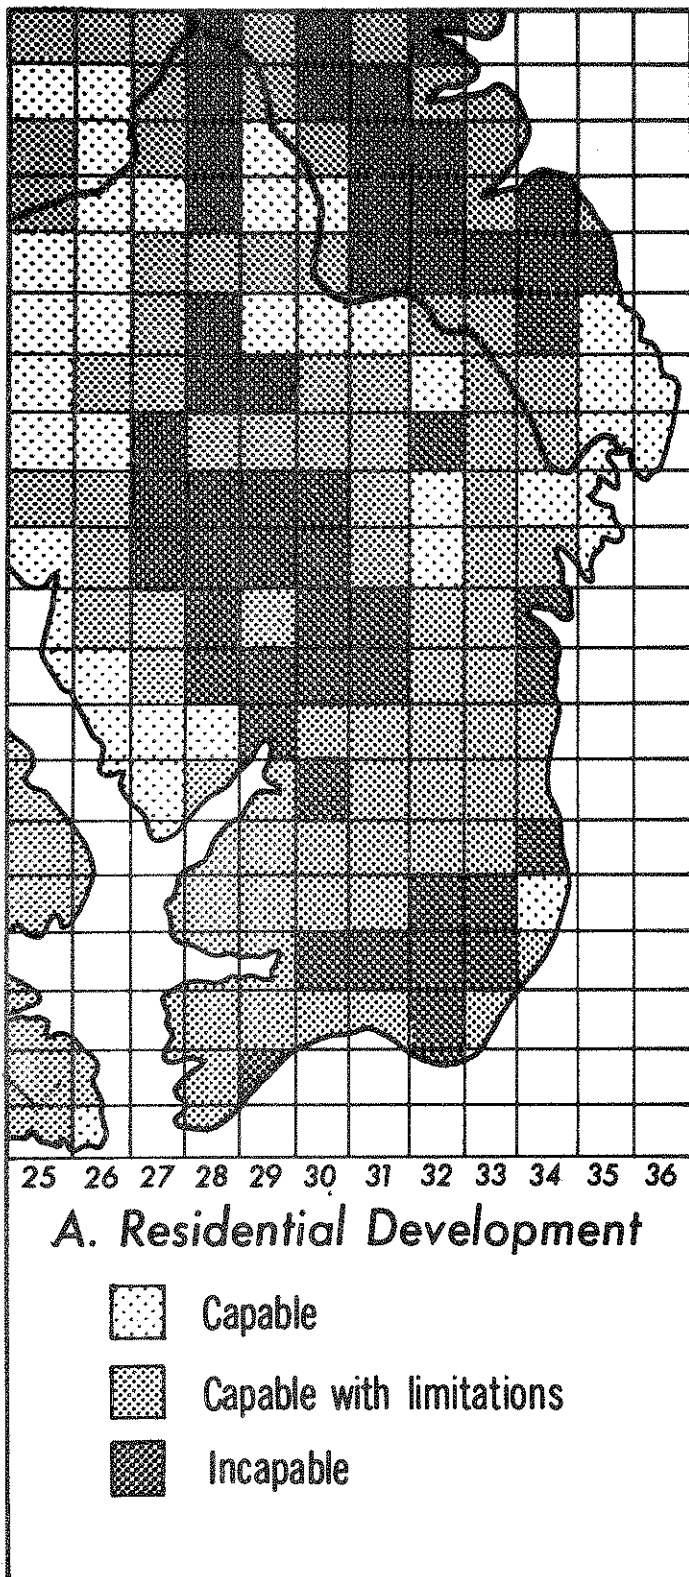 25 26 27 28 29 30 31 32 33 34 35 36
A. Residential Development
Capable
Capable with limitations
Incapable